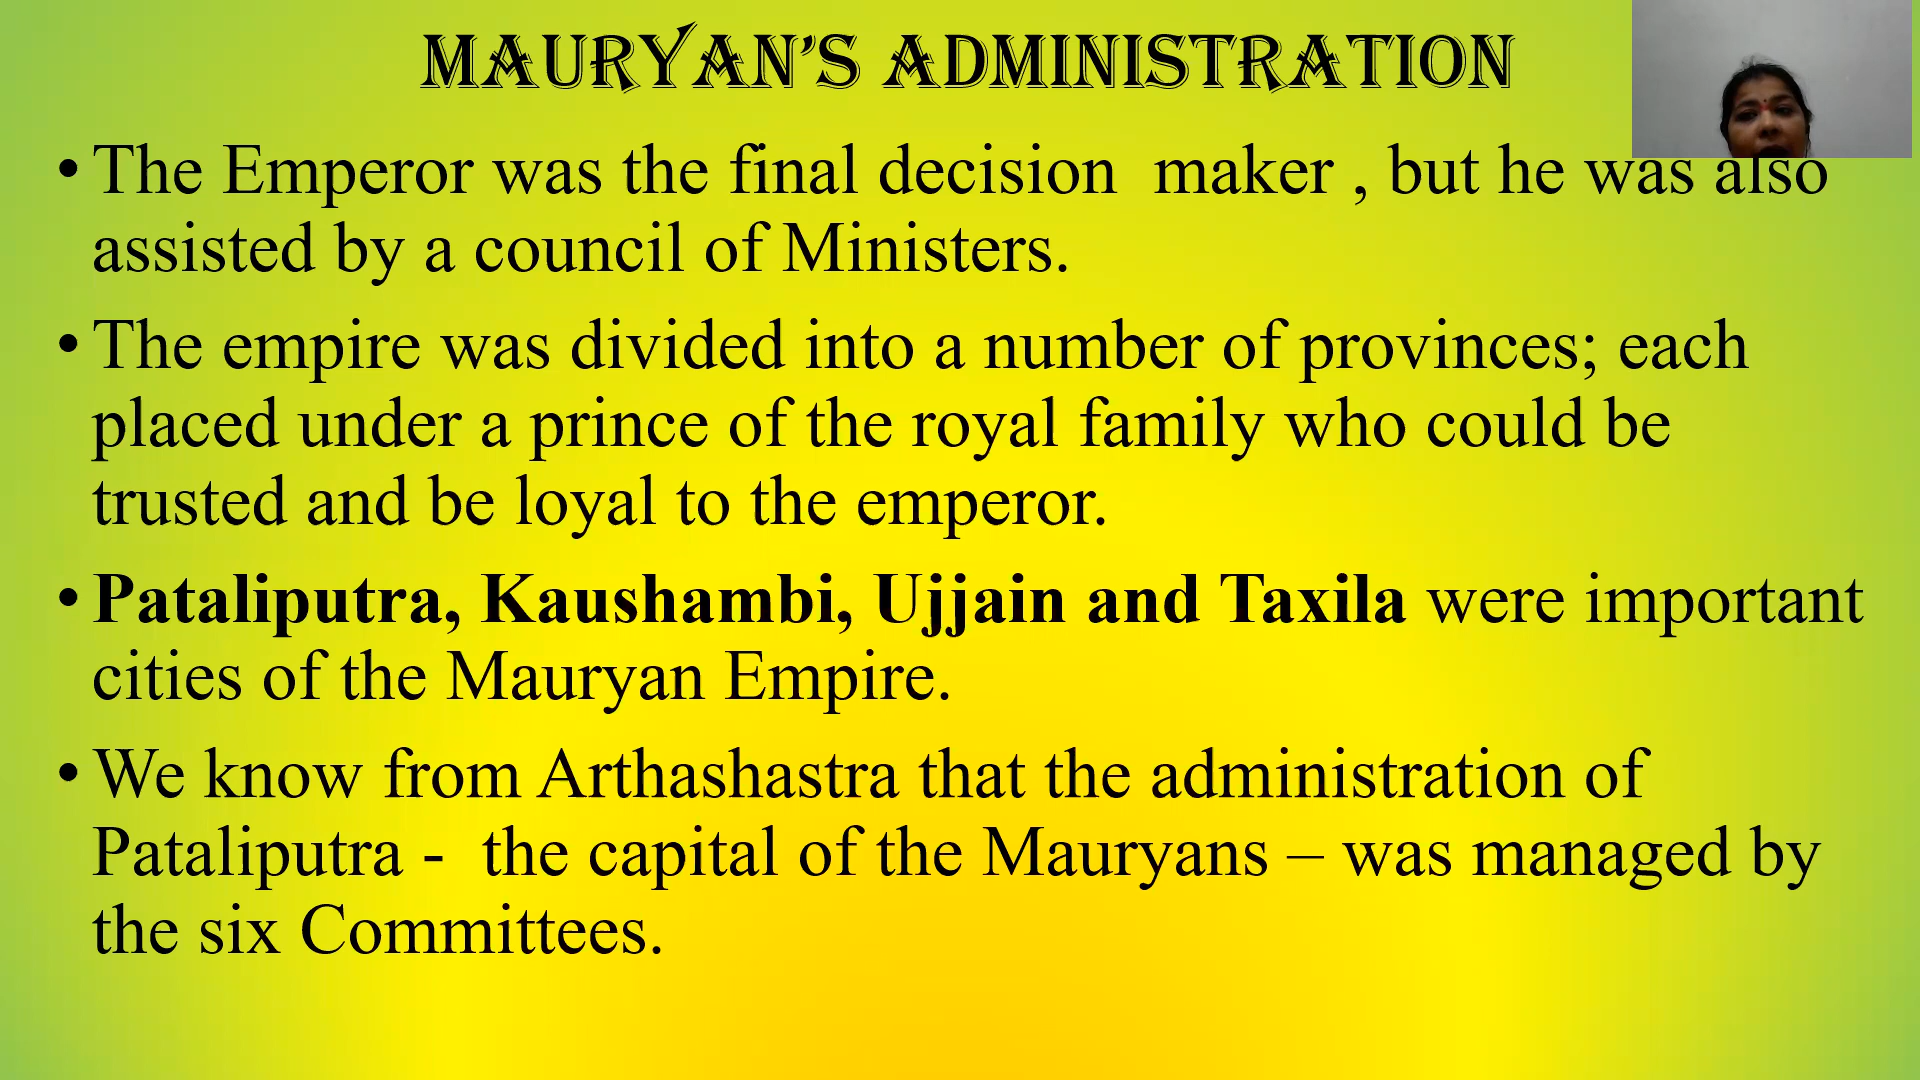 MAURYAN'S ADMINISTRATION
• The Emperor was the final decision  maker , but he was also
assisted by a council of Ministers.
• The empire was divided into a number of provinces; each
placed under a prince of the royal family who could be
trusted and be loyal to the emperor.
• Pataliputra, Kaushambi, Ujjain and Taxila were important
cities of the Mauryan Empire.
• We know from Arthashastra that the administration of
Pataliputra -  the capital of the Mauryans – was managed by
the six Committees.